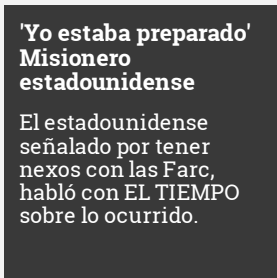 'Yo estaba preparado'
Misionero
estadounidense
El estadounidense
señalado por tener
nexos con las Farc,
habló con EL TIEMPO
sobre lo ocurrido.